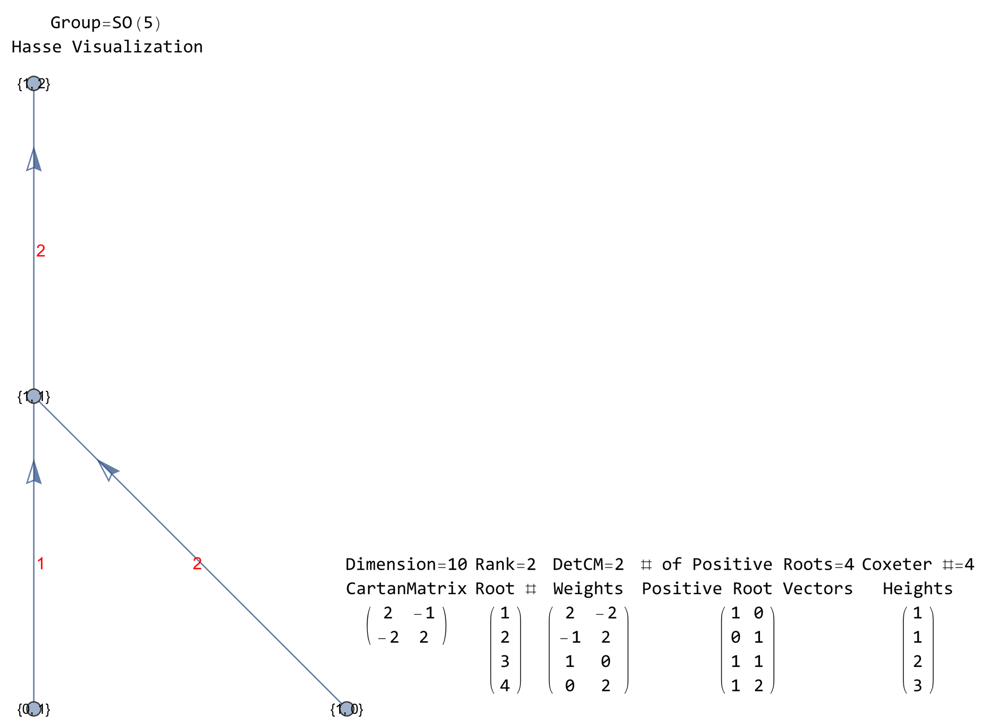 Group=SO(5)
Hasse Visualization
{1,2}
2
{1,1}
1
2
Dimension=10 Rank=2 DetCM=2 # of Positive Roots=4 Coxeter #=4
CartanMatrix Root # Weights Positive Root Vectors Heights
2 -1 1 2 -2 1 0 1
-2 2 2 -1 2 0 1 1
3 1 0 1 1 2
4 0 2 1 2 3
{0,1} {1,0}